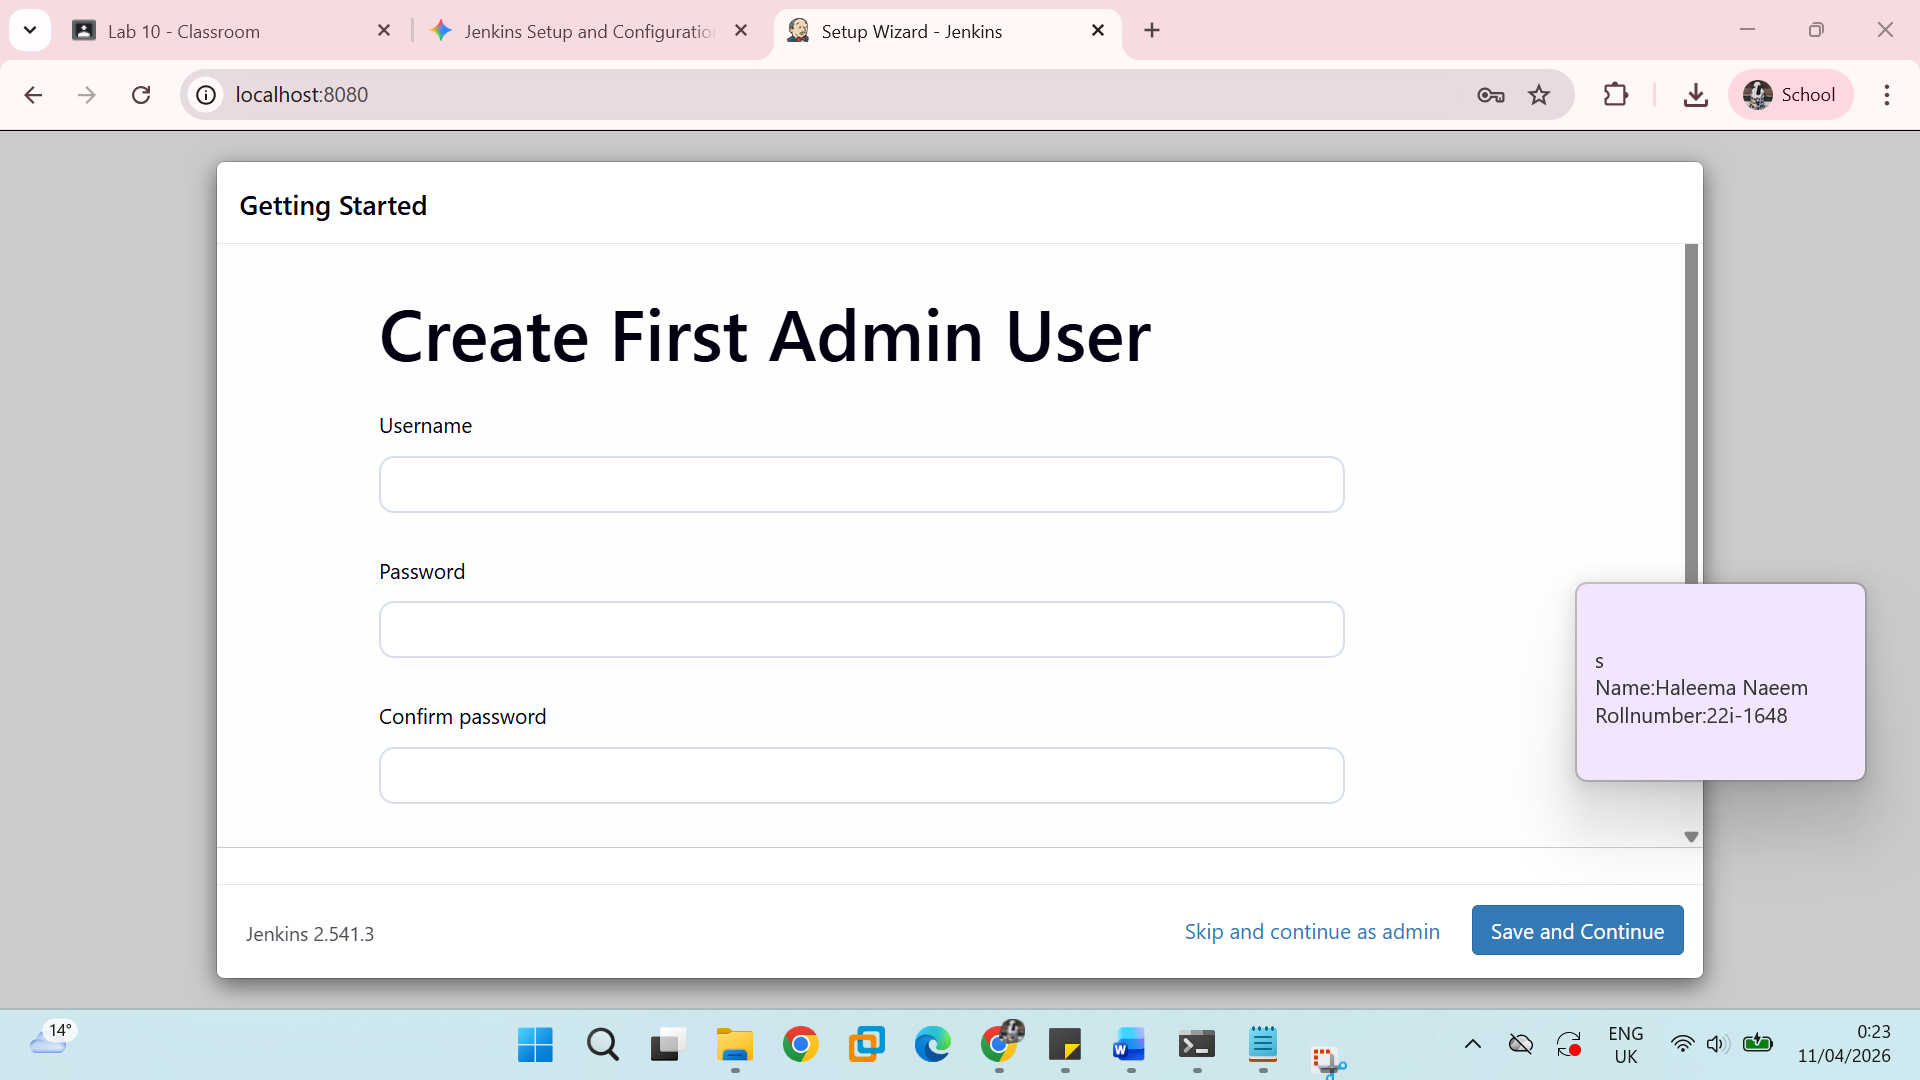 Lab 10 - Classroom
Jenkins Setup and Configuratio
Setup Wizard - Jenkins
localhost:8080
School
Getting Started
Create First Admin User
Username
Password
Confirm password
s
Name:Haleema Naeem
Rollnumber:22i-1648
Jenkins 2.541.3
Skip and continue as admin
Save and Continue
14°
ENG
UK
0:23
11/04/2026